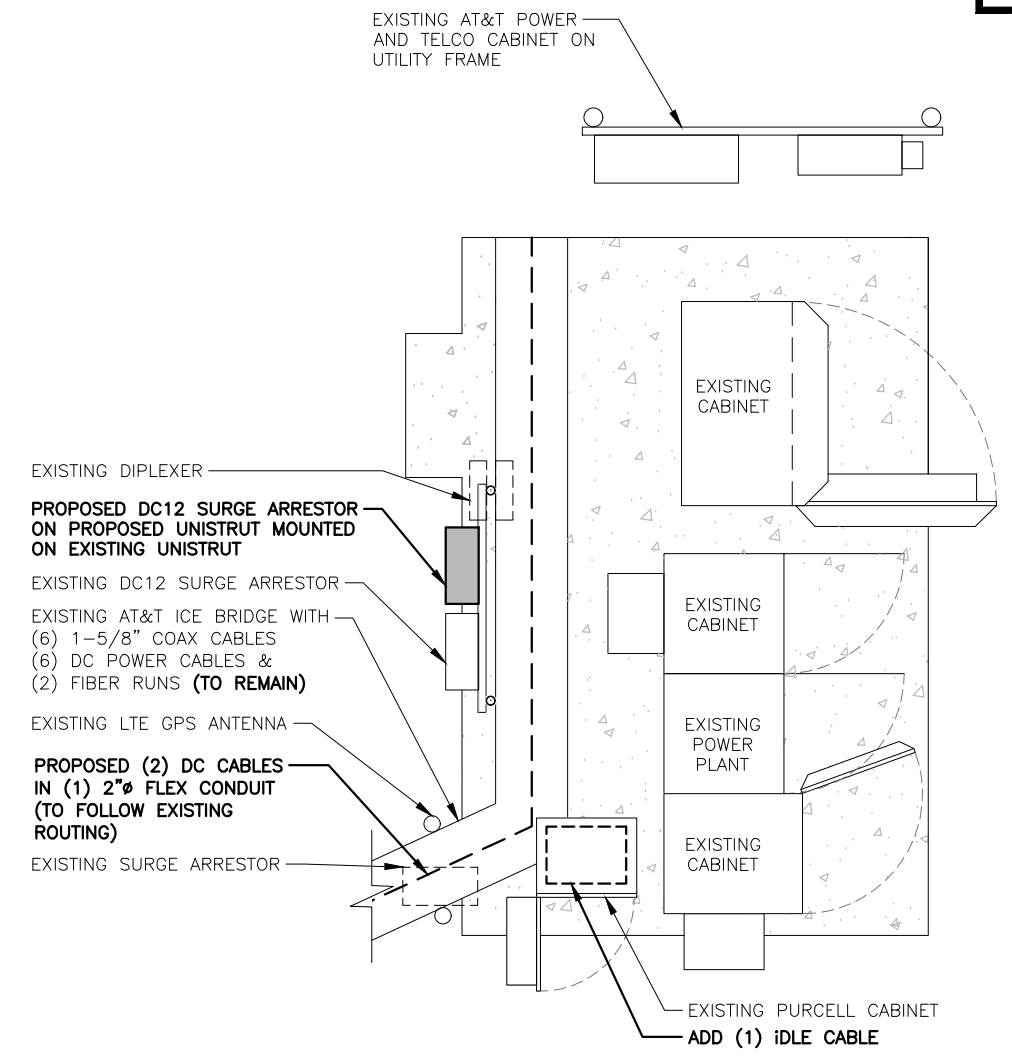 EXISTING AT&T POWER
AND TELCO CABINET ON
UTILITY FRAME
EXISTING
CABINET
EXISTING DIPLEXER
PROPOSED DC12 SURGE ARRESTOR
ON PROPOSED UNISTRUT MOUNTED
ON EXISTING UNISTRUT
EXISTING DC12 SURGE ARRESTOR
EXISTING AT&T ICE BRIDGE WITH
(6) 1-5/8" COAX CABLES
(6) DC POWER CABLES &
(2) FIBER RUNS (TO REMAIN)
EXISTING LTE GPS ANTENNA
PROPOSED (2) DC CABLES
IN (1) 2"ø FLEX CONDUIT
(TO FOLLOW EXISTING
ROUTING)
EXISTING SURGE ARRESTOR
EXISTING
CABINET
EXISTING
POWER
PLANT
EXISTING
CABINET
EXISTING PURCELL CABINET
ADD (1) iDLE CABLE